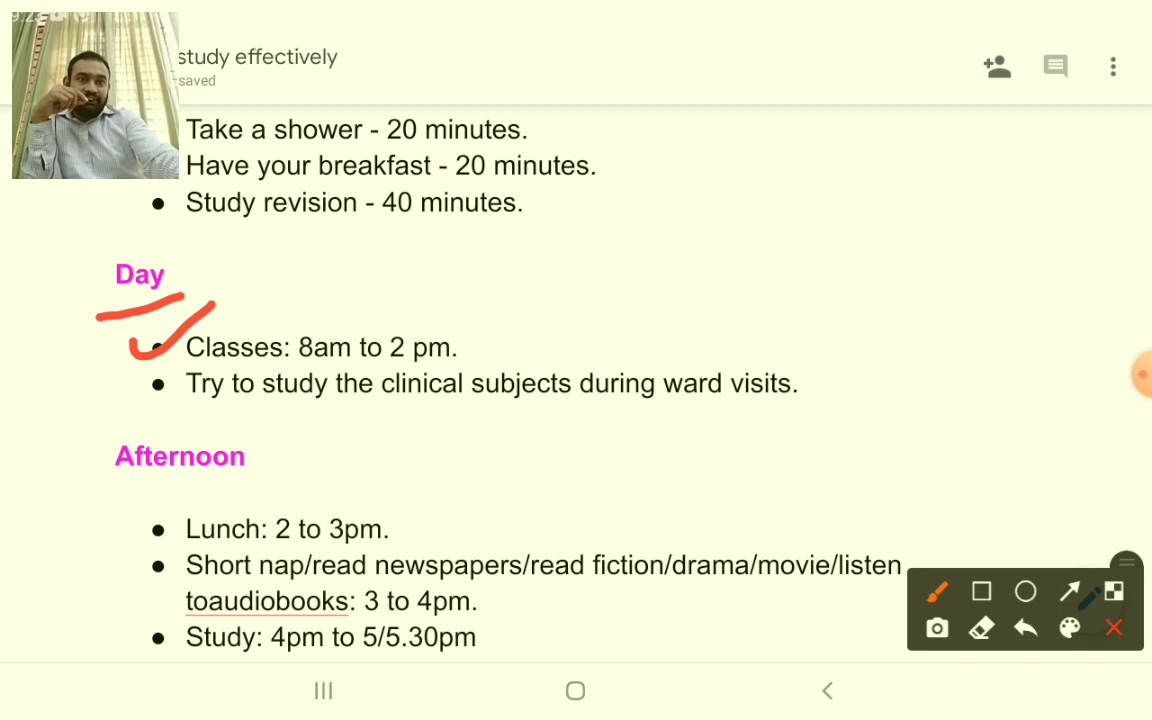 study effectively
saved
Take a shower - 20 minutes.
Have your breakfast - 20 minutes.
● Study revision - 40 minutes.
Day
● Classes: 8am to 2 pm.
● Try to study the clinical subjects during ward visits.
Afternoon
● Lunch: 2 to 3pm.
● Short nap/read newspapers/read fiction/drama/movie/listen
toaudiobooks: 3 to 4pm.
● Study: 4pm to 5/5.30pm